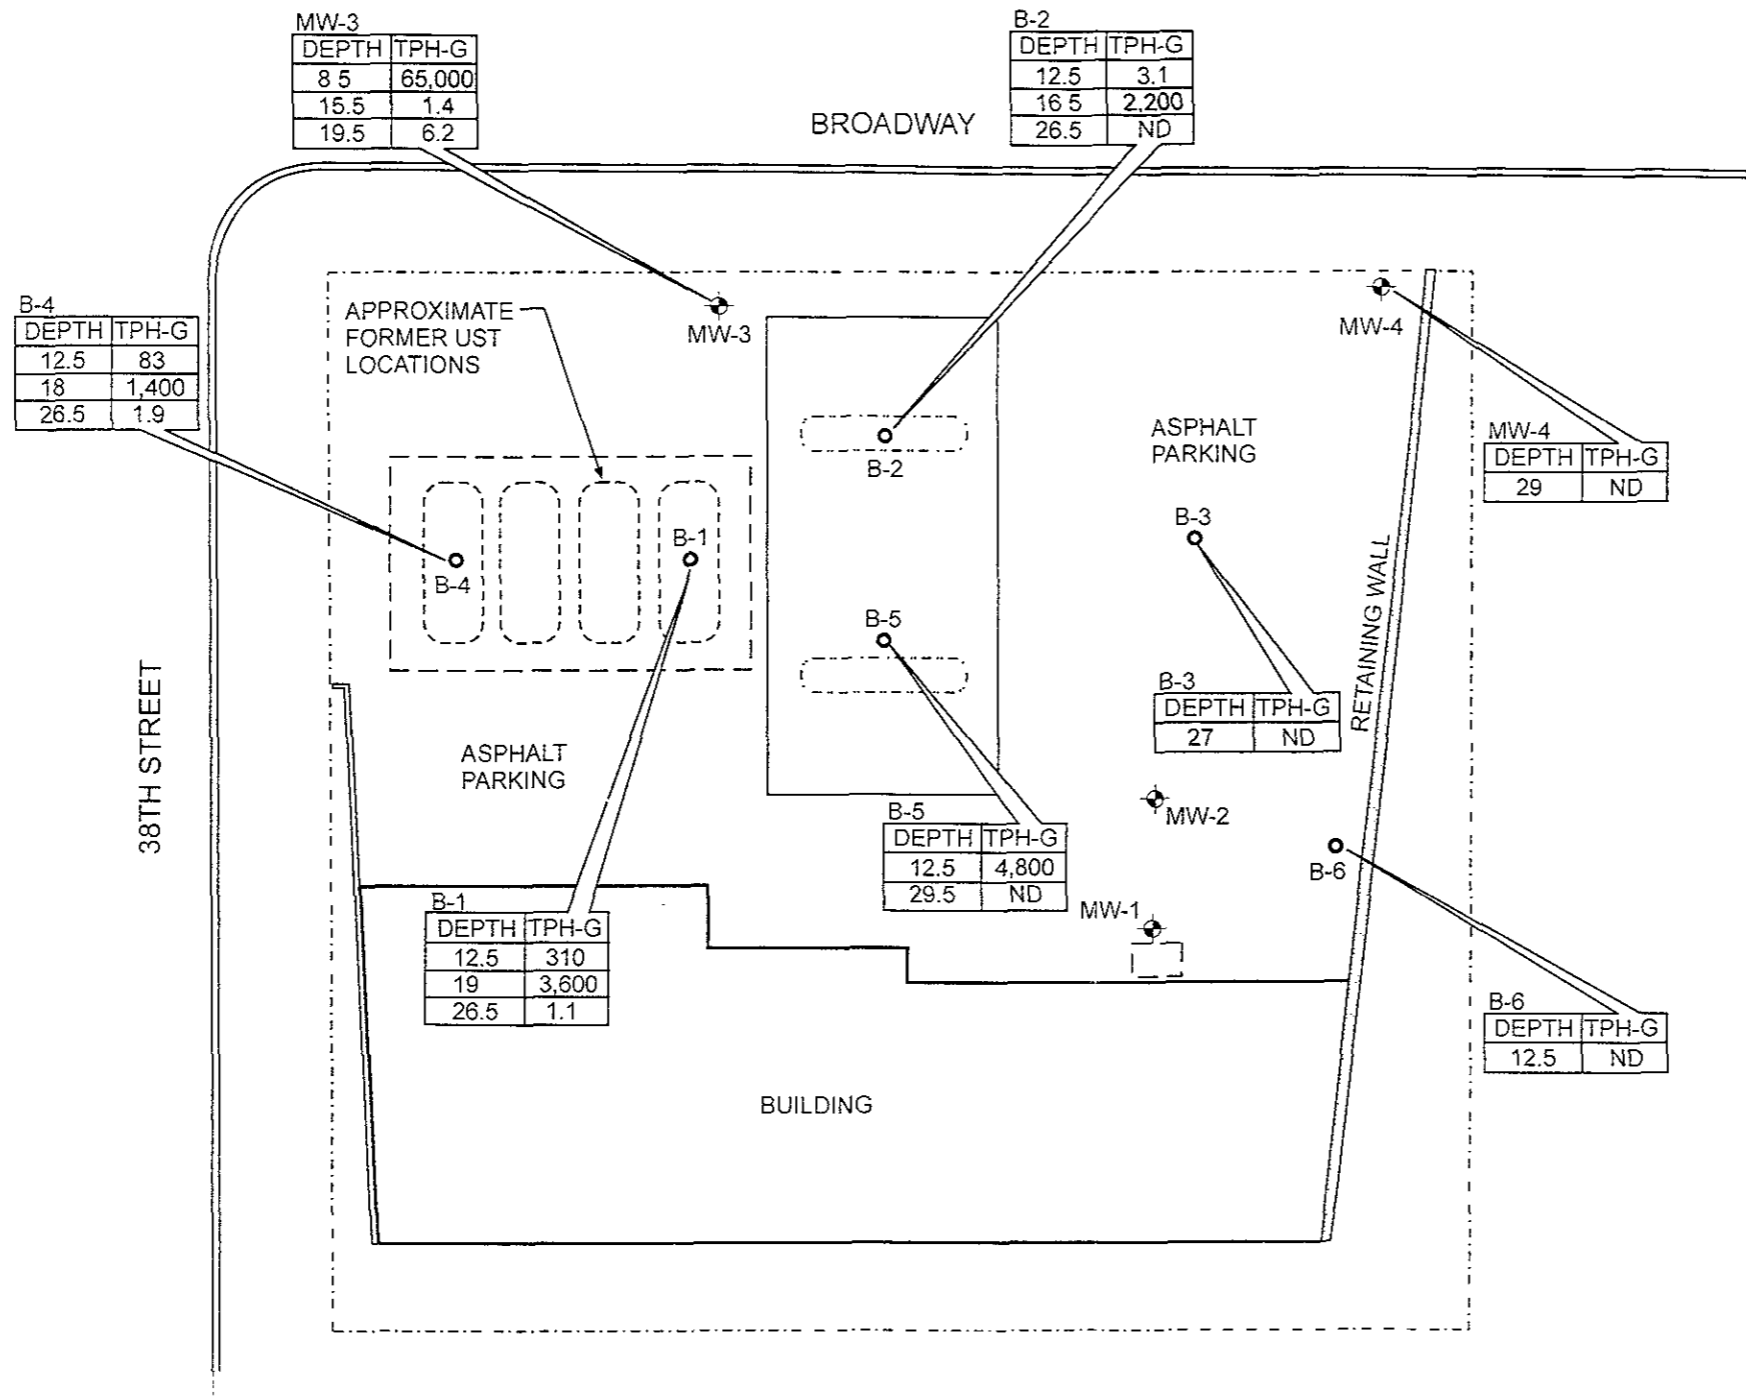 MW-3
DEPTH TPH-G
8 5 65,000
15.5 1.4
19.5 6.2
B-2
DEPTH TPH-G
12.5 3.1
16 5 2,200
26.5 ND
BROADWAY
B-4
DEPTH TPH-G
12.5 83
18 1,400
26.5 1.9
APPROXIMATE
FORMER UST
LOCATIONS
MW-3
MW-4
MW-4
DEPTH TPH-G
29 ND
ASPHALT
PARKING
B-2
B-3
B-1
B-4
B-5
RETAINING WALL
B-3
DEPTH TPH-G
27 ND
38TH STREET
ASPHALT
PARKING
MW-2
B-5
DEPTH TPH-G
12.5 4,800
29.5 ND
B-6
B-1
DEPTH TPH-G
12.5 310
19 3,600
26.5 1.1
MW-1
B-6
DEPTH TPH-G
12.5 ND
BUILDING